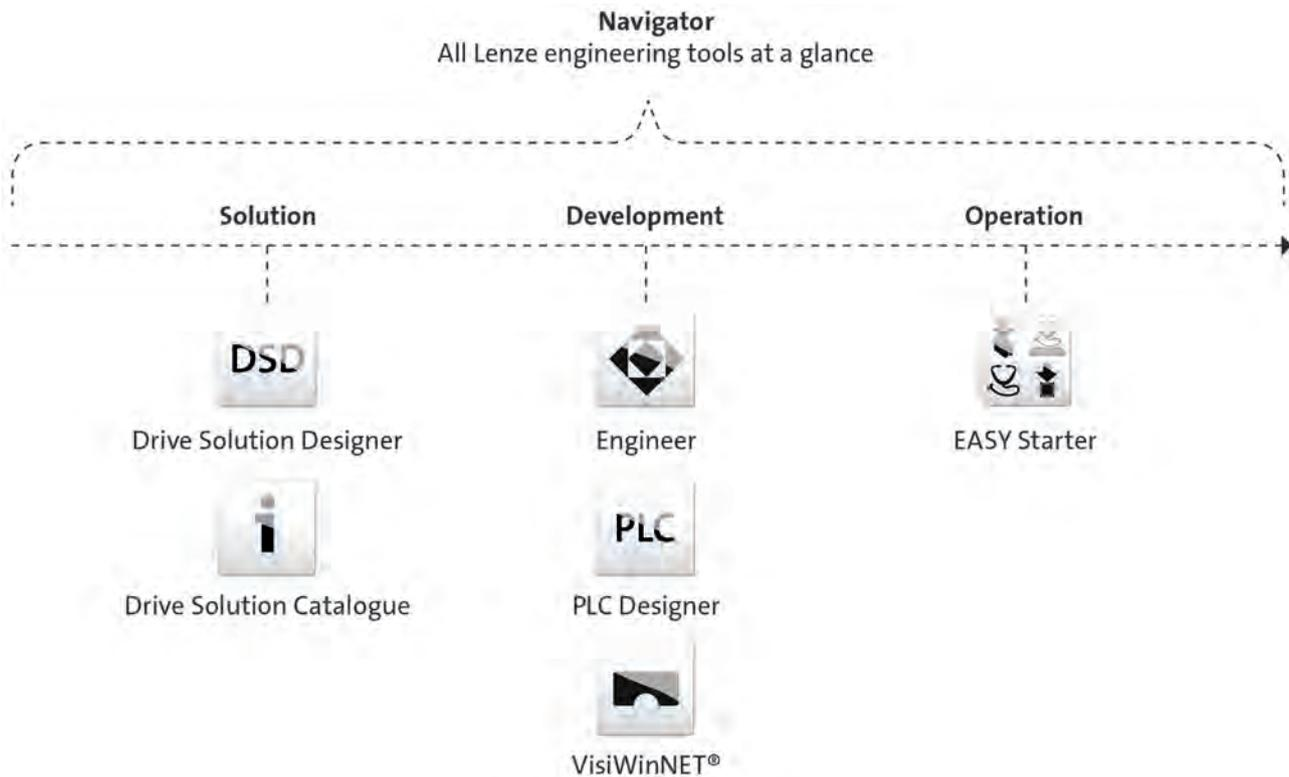 Navigator
All Lenze engineering tools at a glance
Solution
Development
Operation
DSD
Drive Solution Designer
Engineer
EASY Starter
i
Drive Solution Catalogue
PLC
PLC Designer
VisiWinNET®